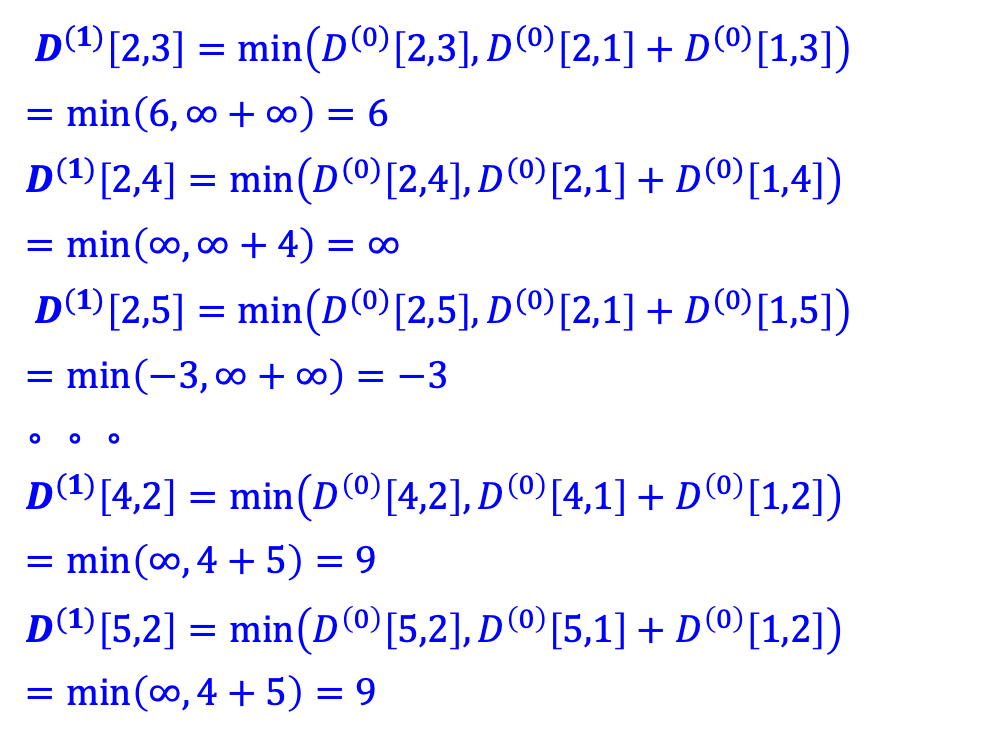 𝑫⁽¹⁾[2,3] = min(𝐷⁽⁰⁾[2,3], 𝐷⁽⁰⁾[2,1] + 𝐷⁽⁰⁾[1,3])
= min(6, ∞ + ∞) = 6
𝑫⁽¹⁾[2,4] = min(𝐷⁽⁰⁾[2,4], 𝐷⁽⁰⁾[2,1] + 𝐷⁽⁰⁾[1,4])
= min(∞, ∞ + 4) = ∞
𝑫⁽¹⁾[2,5] = min(𝐷⁽⁰⁾[2,5], 𝐷⁽⁰⁾[2,1] + 𝐷⁽⁰⁾[1,5])
= min(−3, ∞ + ∞) = −3
。。。
𝑫⁽¹⁾[4,2] = min(𝐷⁽⁰⁾[4,2], 𝐷⁽⁰⁾[4,1] + 𝐷⁽⁰⁾[1,2])
= min(∞, 4 + 5) = 9
𝑫⁽¹⁾[5,2] = min(𝐷⁽⁰⁾[5,2], 𝐷⁽⁰⁾[5,1] + 𝐷⁽⁰⁾[1,2])
= min(∞, 4 + 5) = 9